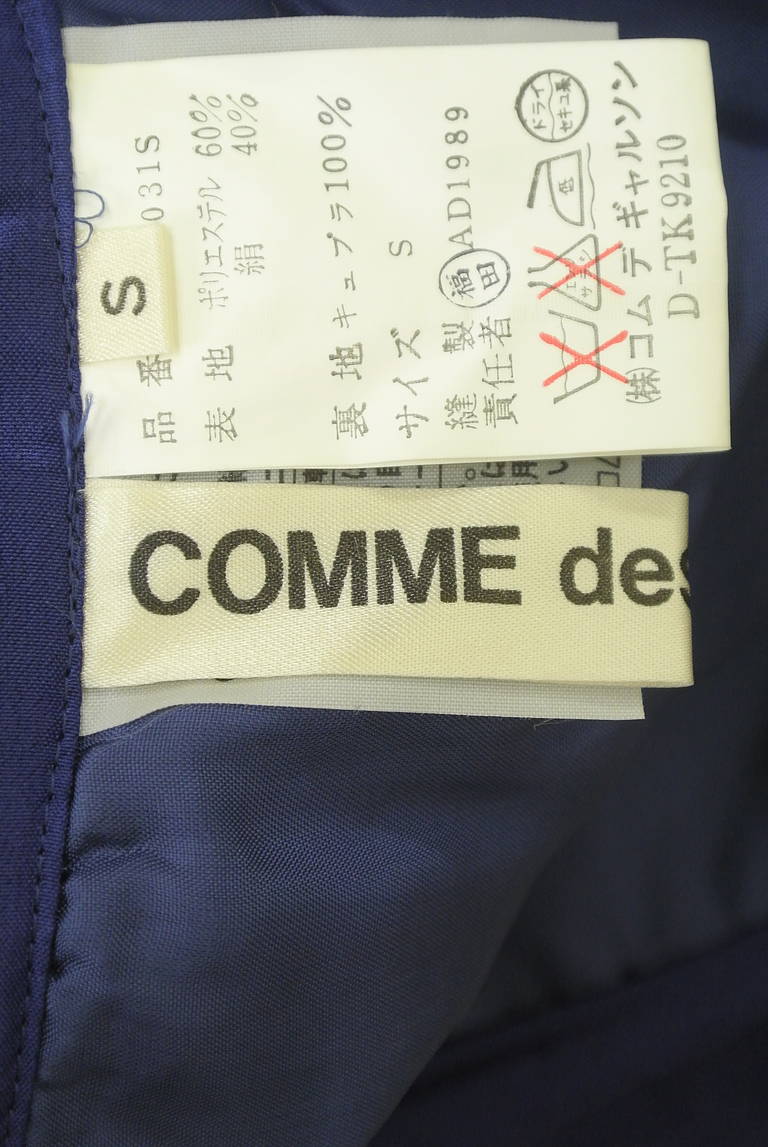 品番 031S
S
表地 ポリエステル 60%
絹 40%
裏地 キュプラ100%
サイズ S
縫製 福田 AD1989
責任者
ドライ
セキユ系
低
㈱コム デ ギャルソン
D-TK9210
COMME des